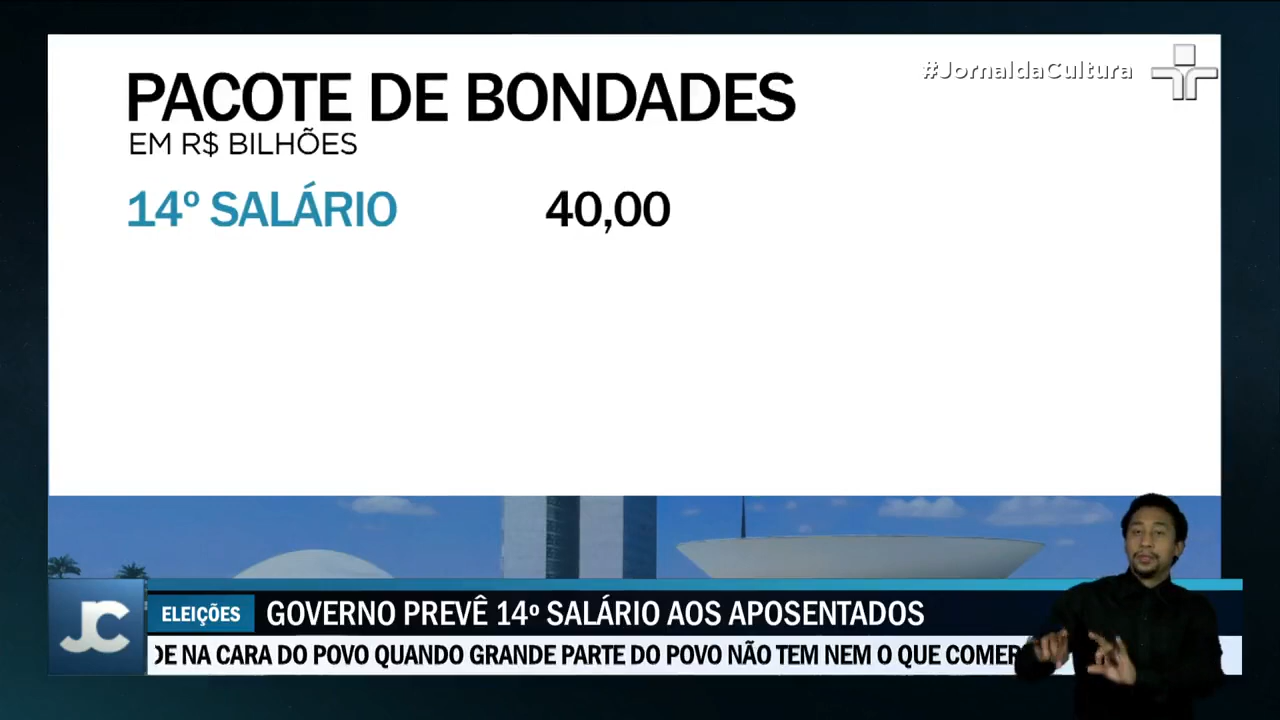 #JornaldaCultura
PACOTE DE BONDADES
EM R$ BILHÕES
14º SALÁRIO 40,00
JC ELEIÇÕES GOVERNO PREVÊ 14º SALÁRIO AOS APOSENTADOS
NA CARA DO POVO QUANDO GRANDE PARTE DO POVO NÃO TEM NEM O QUE COMER